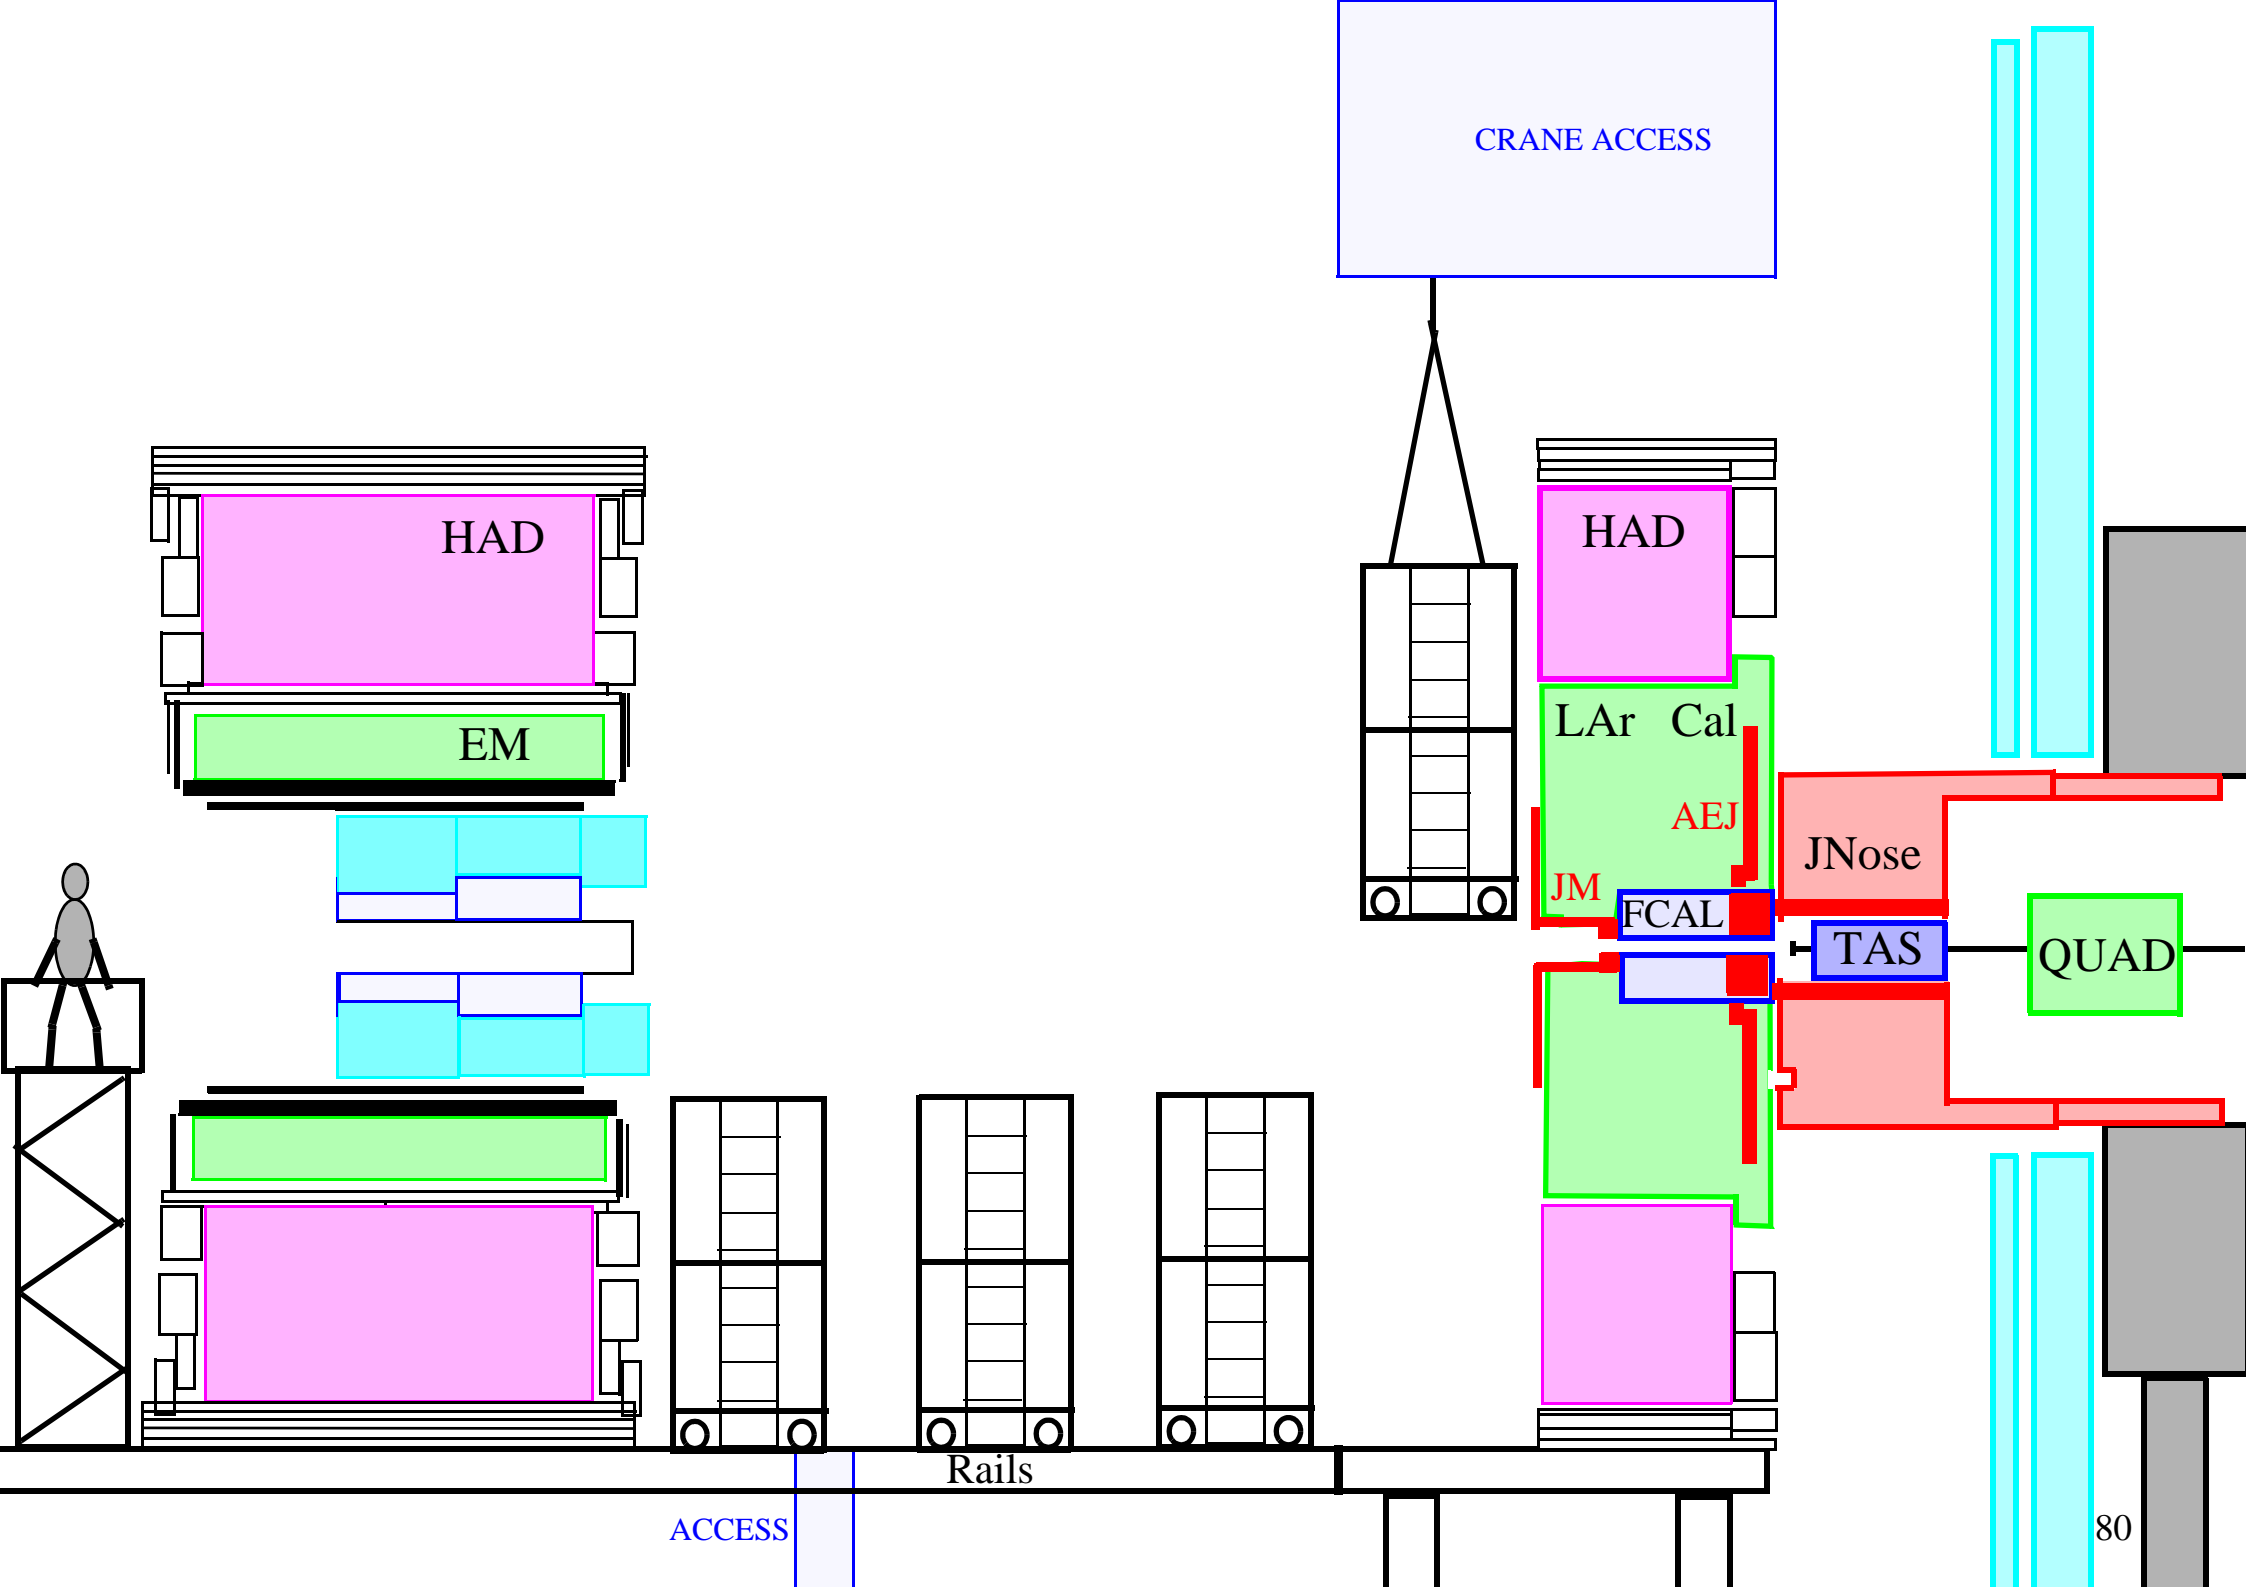 CRANE ACCESS
HAD
HAD
EM
LAr Cal
AEJ
JM
JNose
FCAL
TAS
QUAD
Rails
ACCESS
80